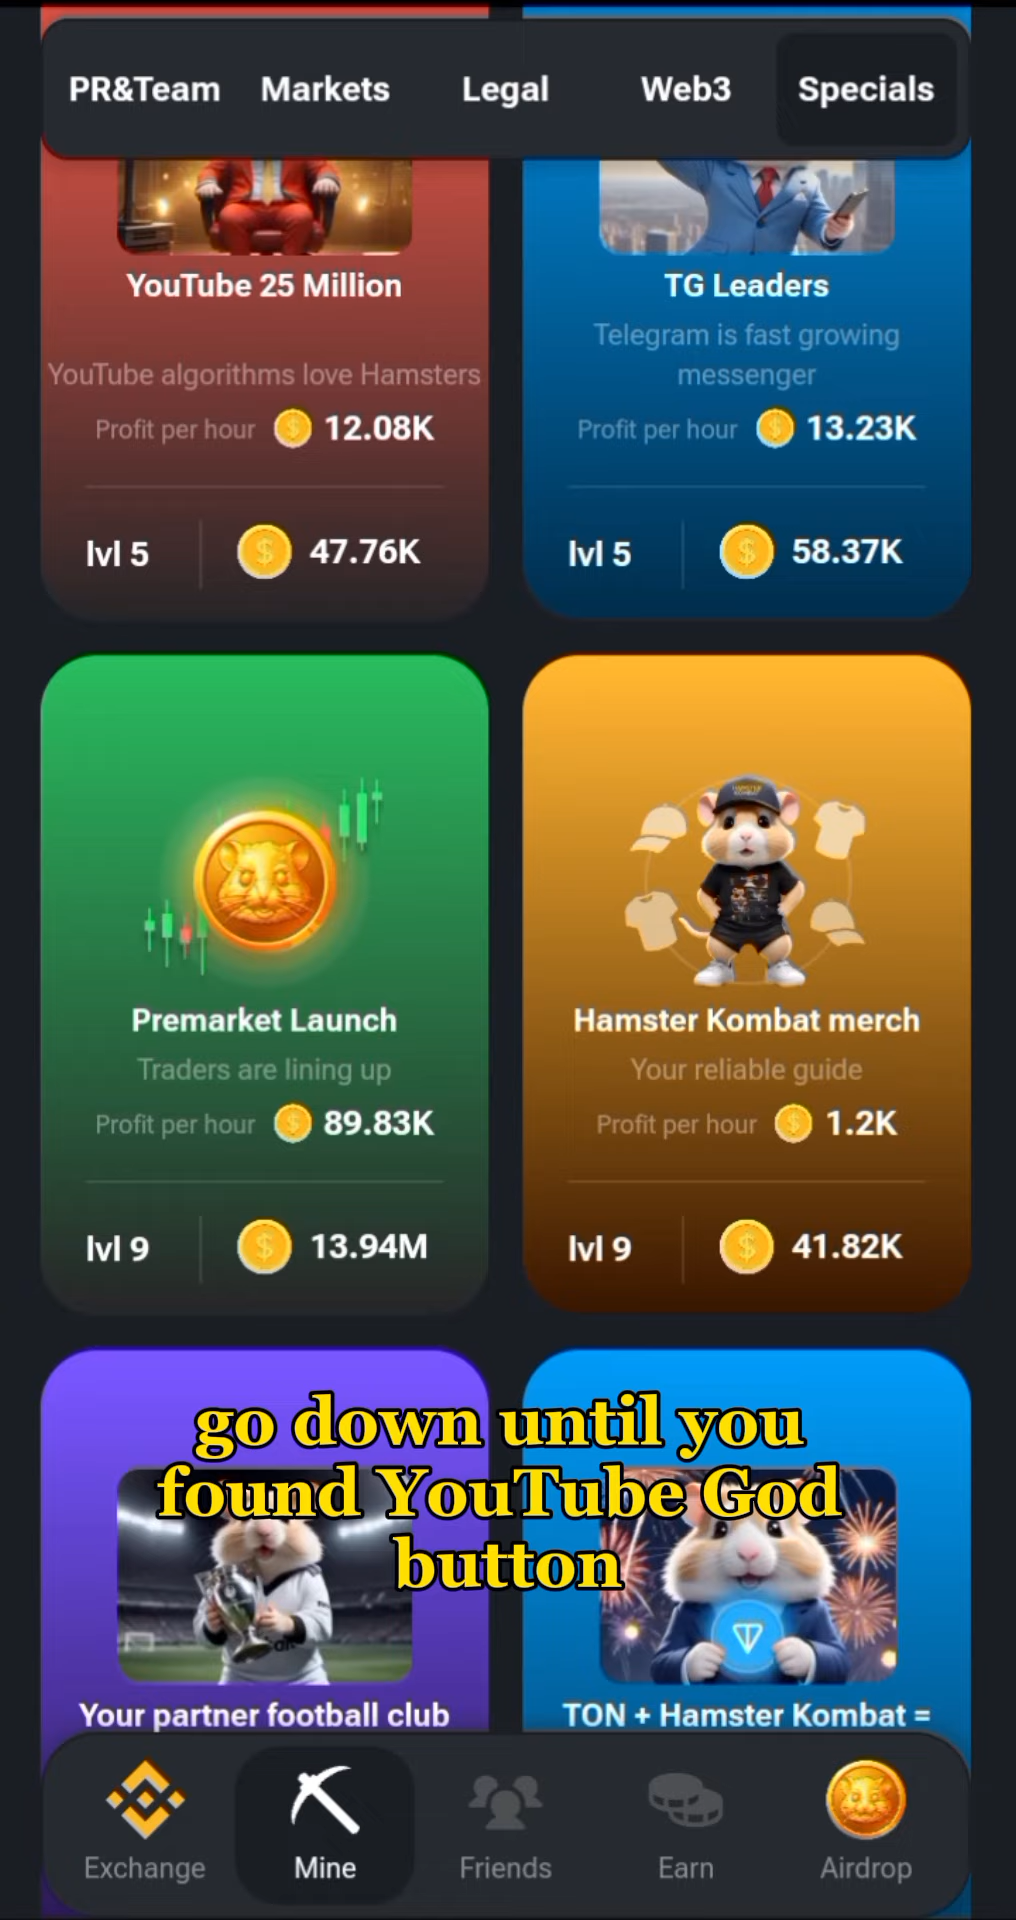 PR&Team
Markets
Legal
Web3
Specials
YouTube 25 Million
YouTube algorithms love Hamsters
Profit per hour 12.08K
lvl 5
47.76K
TG Leaders
Telegram is fast growing
messenger
Profit per hour 13.23K
lvl 5
58.37K
Premarket Launch
Traders are lining up
Profit per hour 89.83K
lvl 9
13.94M
Hamster Kombat merch
Your reliable guide
Profit per hour 1.2K
lvl 9
41.82K
go down until you
found YouTube God
button
Your partner football club
TON + Hamster Kombat =
Exchange
Mine
Friends
Earn
Airdrop